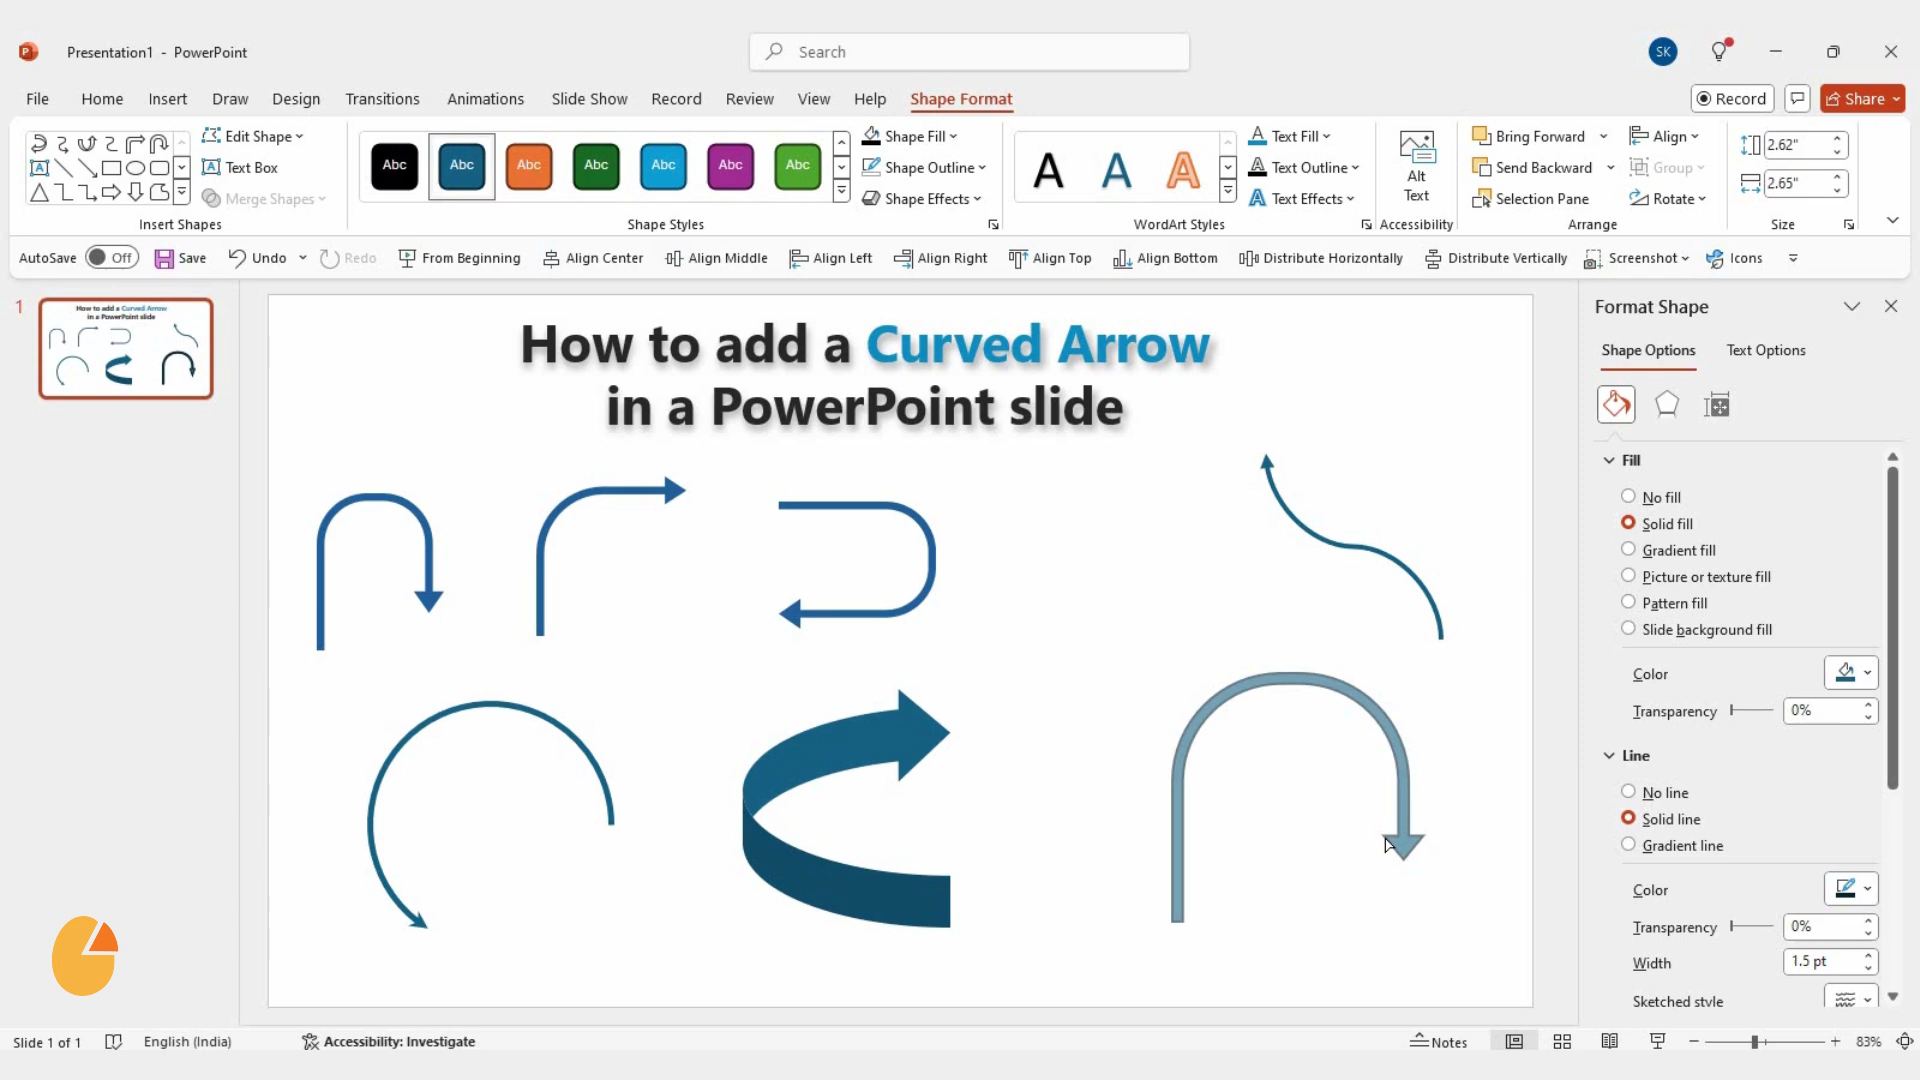 Presentation1 - PowerPoint
Search
SK
File Home Insert Draw Design Transitions Animations Slide Show Record Review View Help Shape Format
Record
Share
Edit Shape
Text Box
Merge Shapes
Insert Shapes
Abc Abc Abc Abc Abc Abc Abc
Shape Fill
Shape Outline
Shape Effects
Shape Styles
A A A
Text Fill
Text Outline
Text Effects
WordArt Styles
Alt
Text
Accessibility
Bring Forward
Send Backward
Selection Pane
Align
Group
Rotate
Arrange
2.62"
2.65"
Size
AutoSave Off Save Undo Redo From Beginning Align Center Align Middle Align Left Align Right Align Top Align Bottom Distribute Horizontally Distribute Vertically Screenshot Icons
1
How to add a Curved Arrow
in a PowerPoint slide
How to add a Curved Arrow
in a PowerPoint slide
Format Shape
Shape Options Text Options
Fill
No fill
Solid fill
Gradient fill
Picture or texture fill
Pattern fill
Slide background fill
Color
Transparency 0%
Line
No line
Solid line
Gradient line
Color
Transparency 0%
Width 1.5 pt
Sketched style
Slide 1 of 1 English (India) Accessibility: Investigate Notes 83%